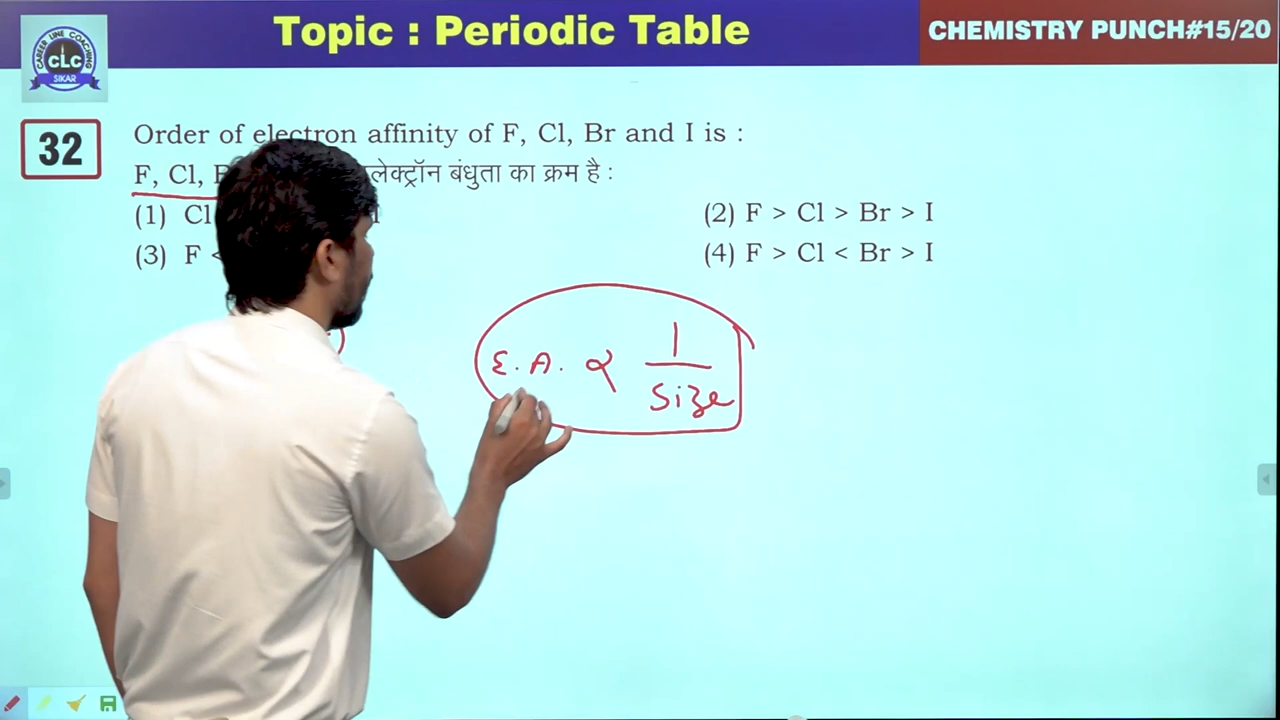 Topic : Periodic Table
CHEMISTRY PUNCH#15/20
CAREER LINE COACHING
CLC
SIKAR
32
Order of electron affinity of F, Cl, Br and I is :
F, Cl, बंधुता का क्रम है :
(1) Cl
(2) F > Cl > Br > I
(3) F <
(4) F > Cl < Br > I
E. A. ∝ 1
Size